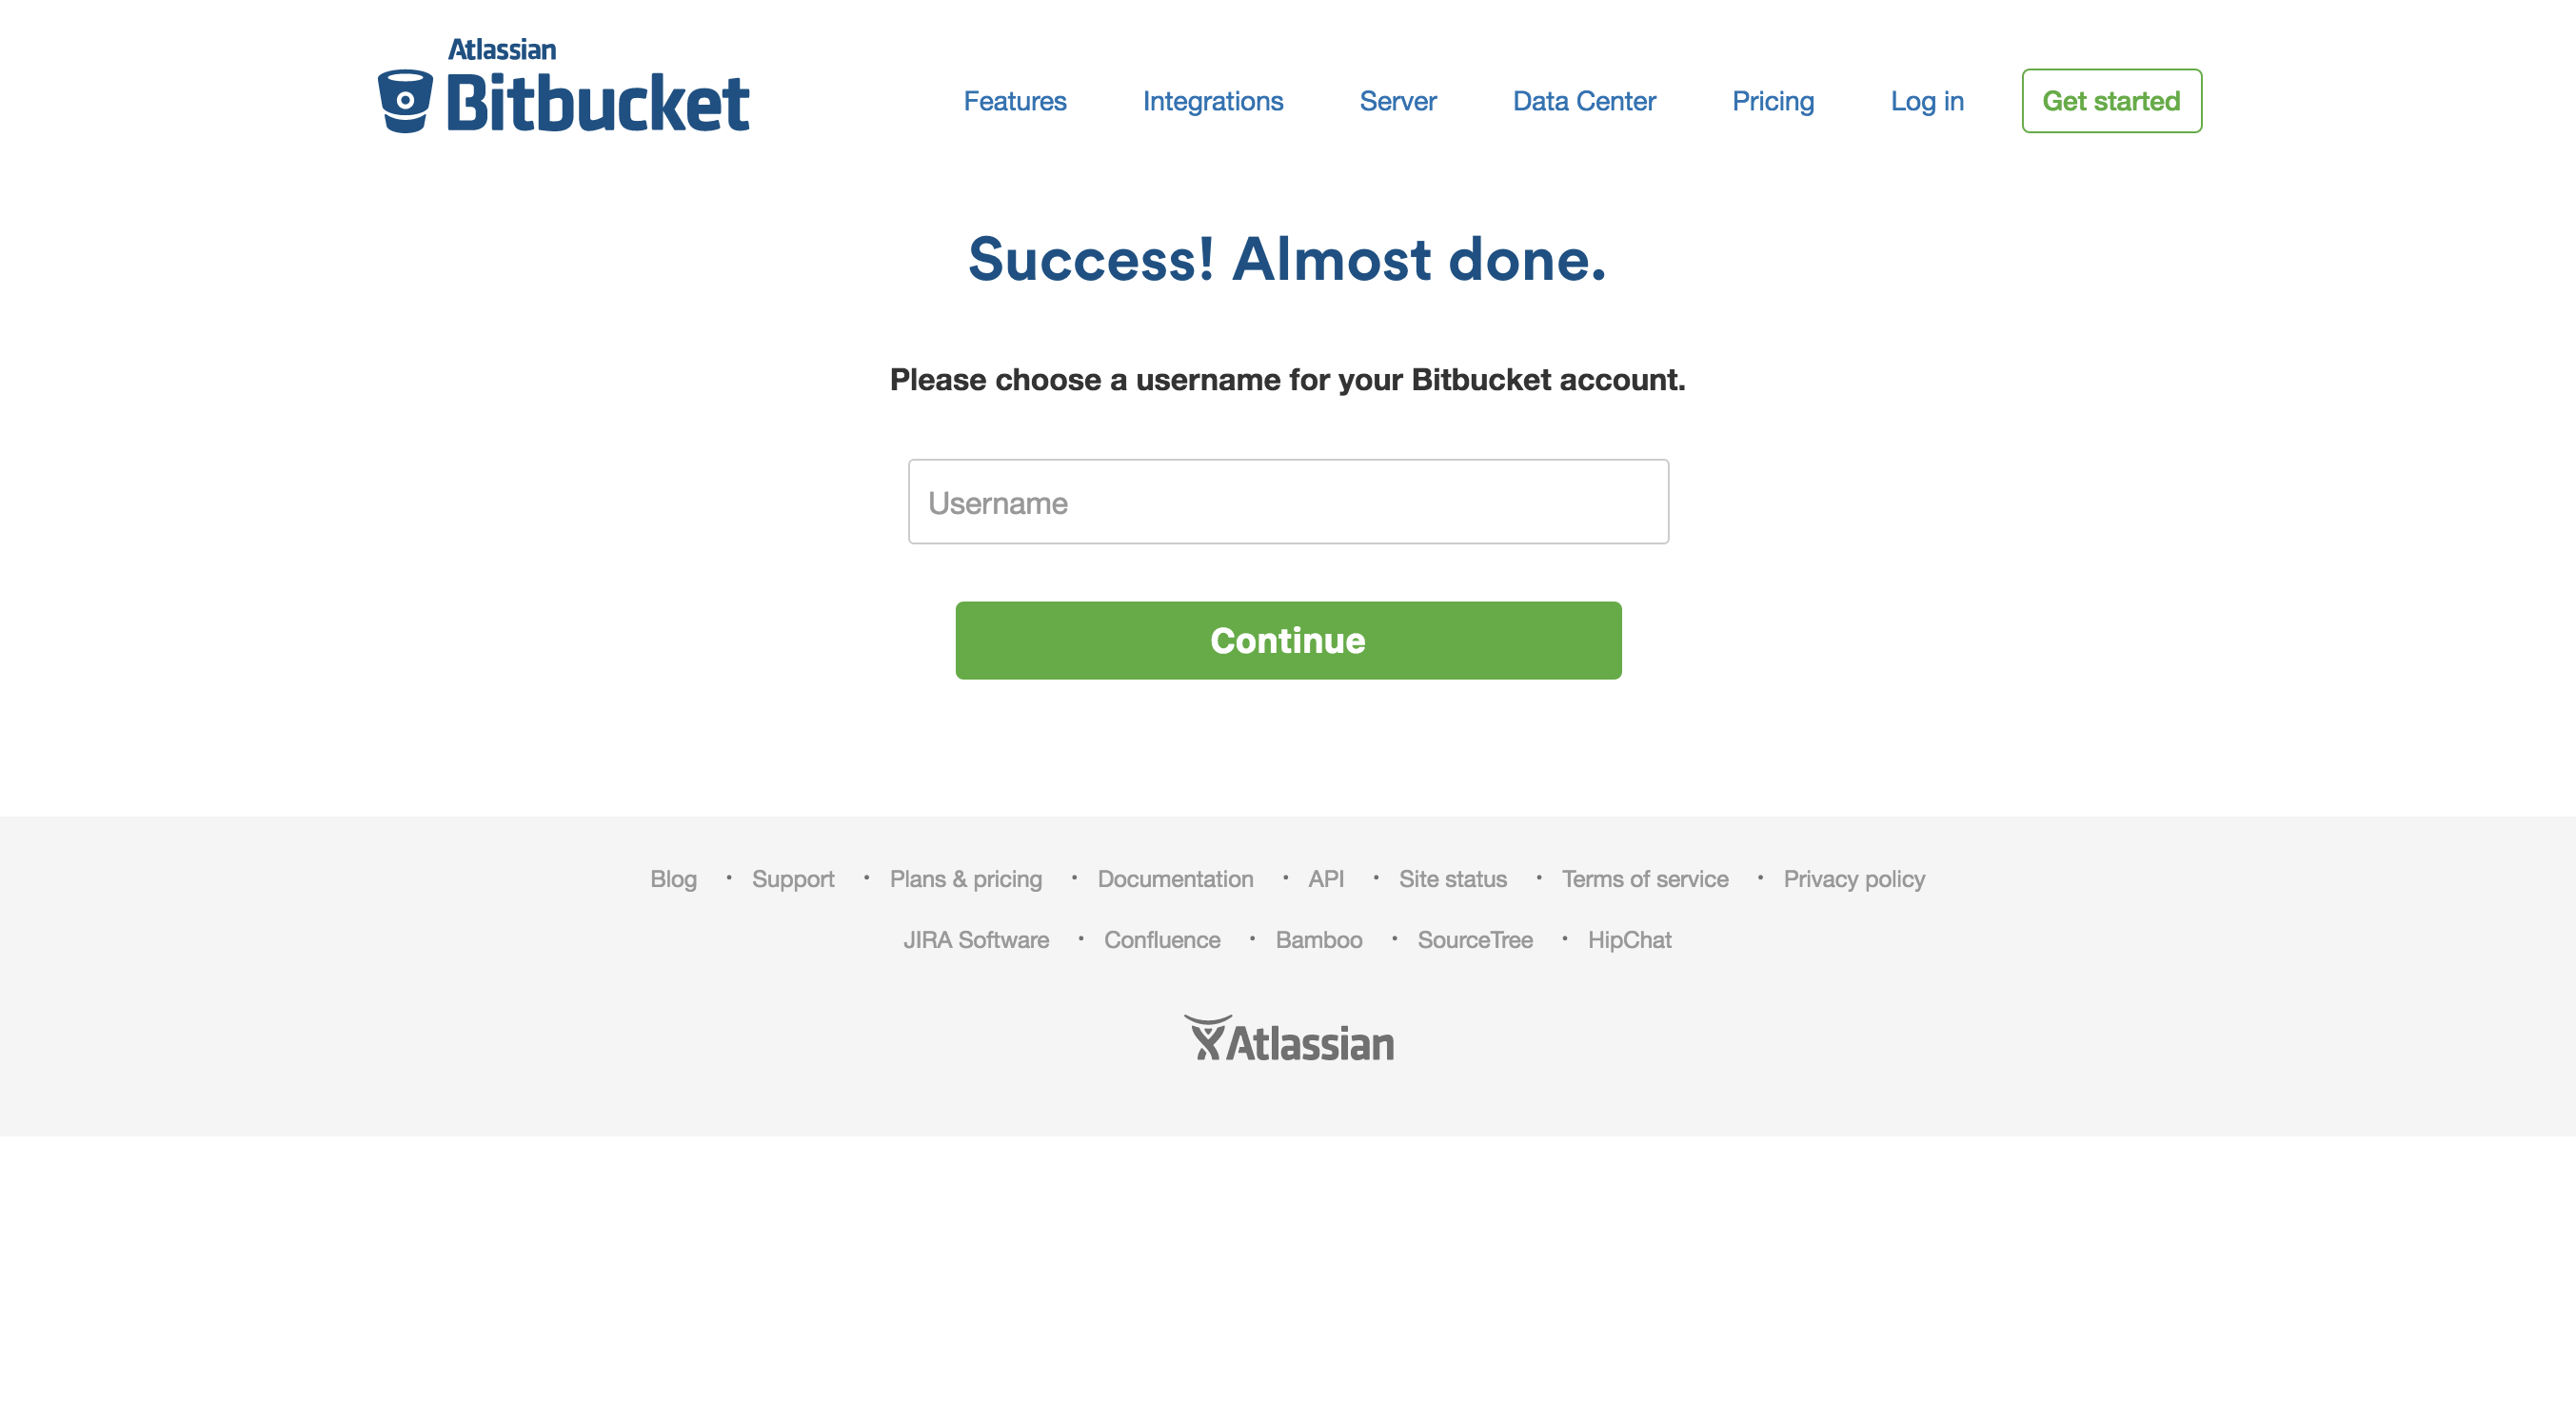 Atlassian
Bitbucket
Features Integrations Server Data Center Pricing Log in Get started
Success! Almost done.
Please choose a username for your Bitbucket account.
Username
Continue
Blog · Support · Plans & pricing · Documentation · API · Site status · Terms of service · Privacy policy
JIRA Software · Confluence · Bamboo · SourceTree · HipChat
Atlassian